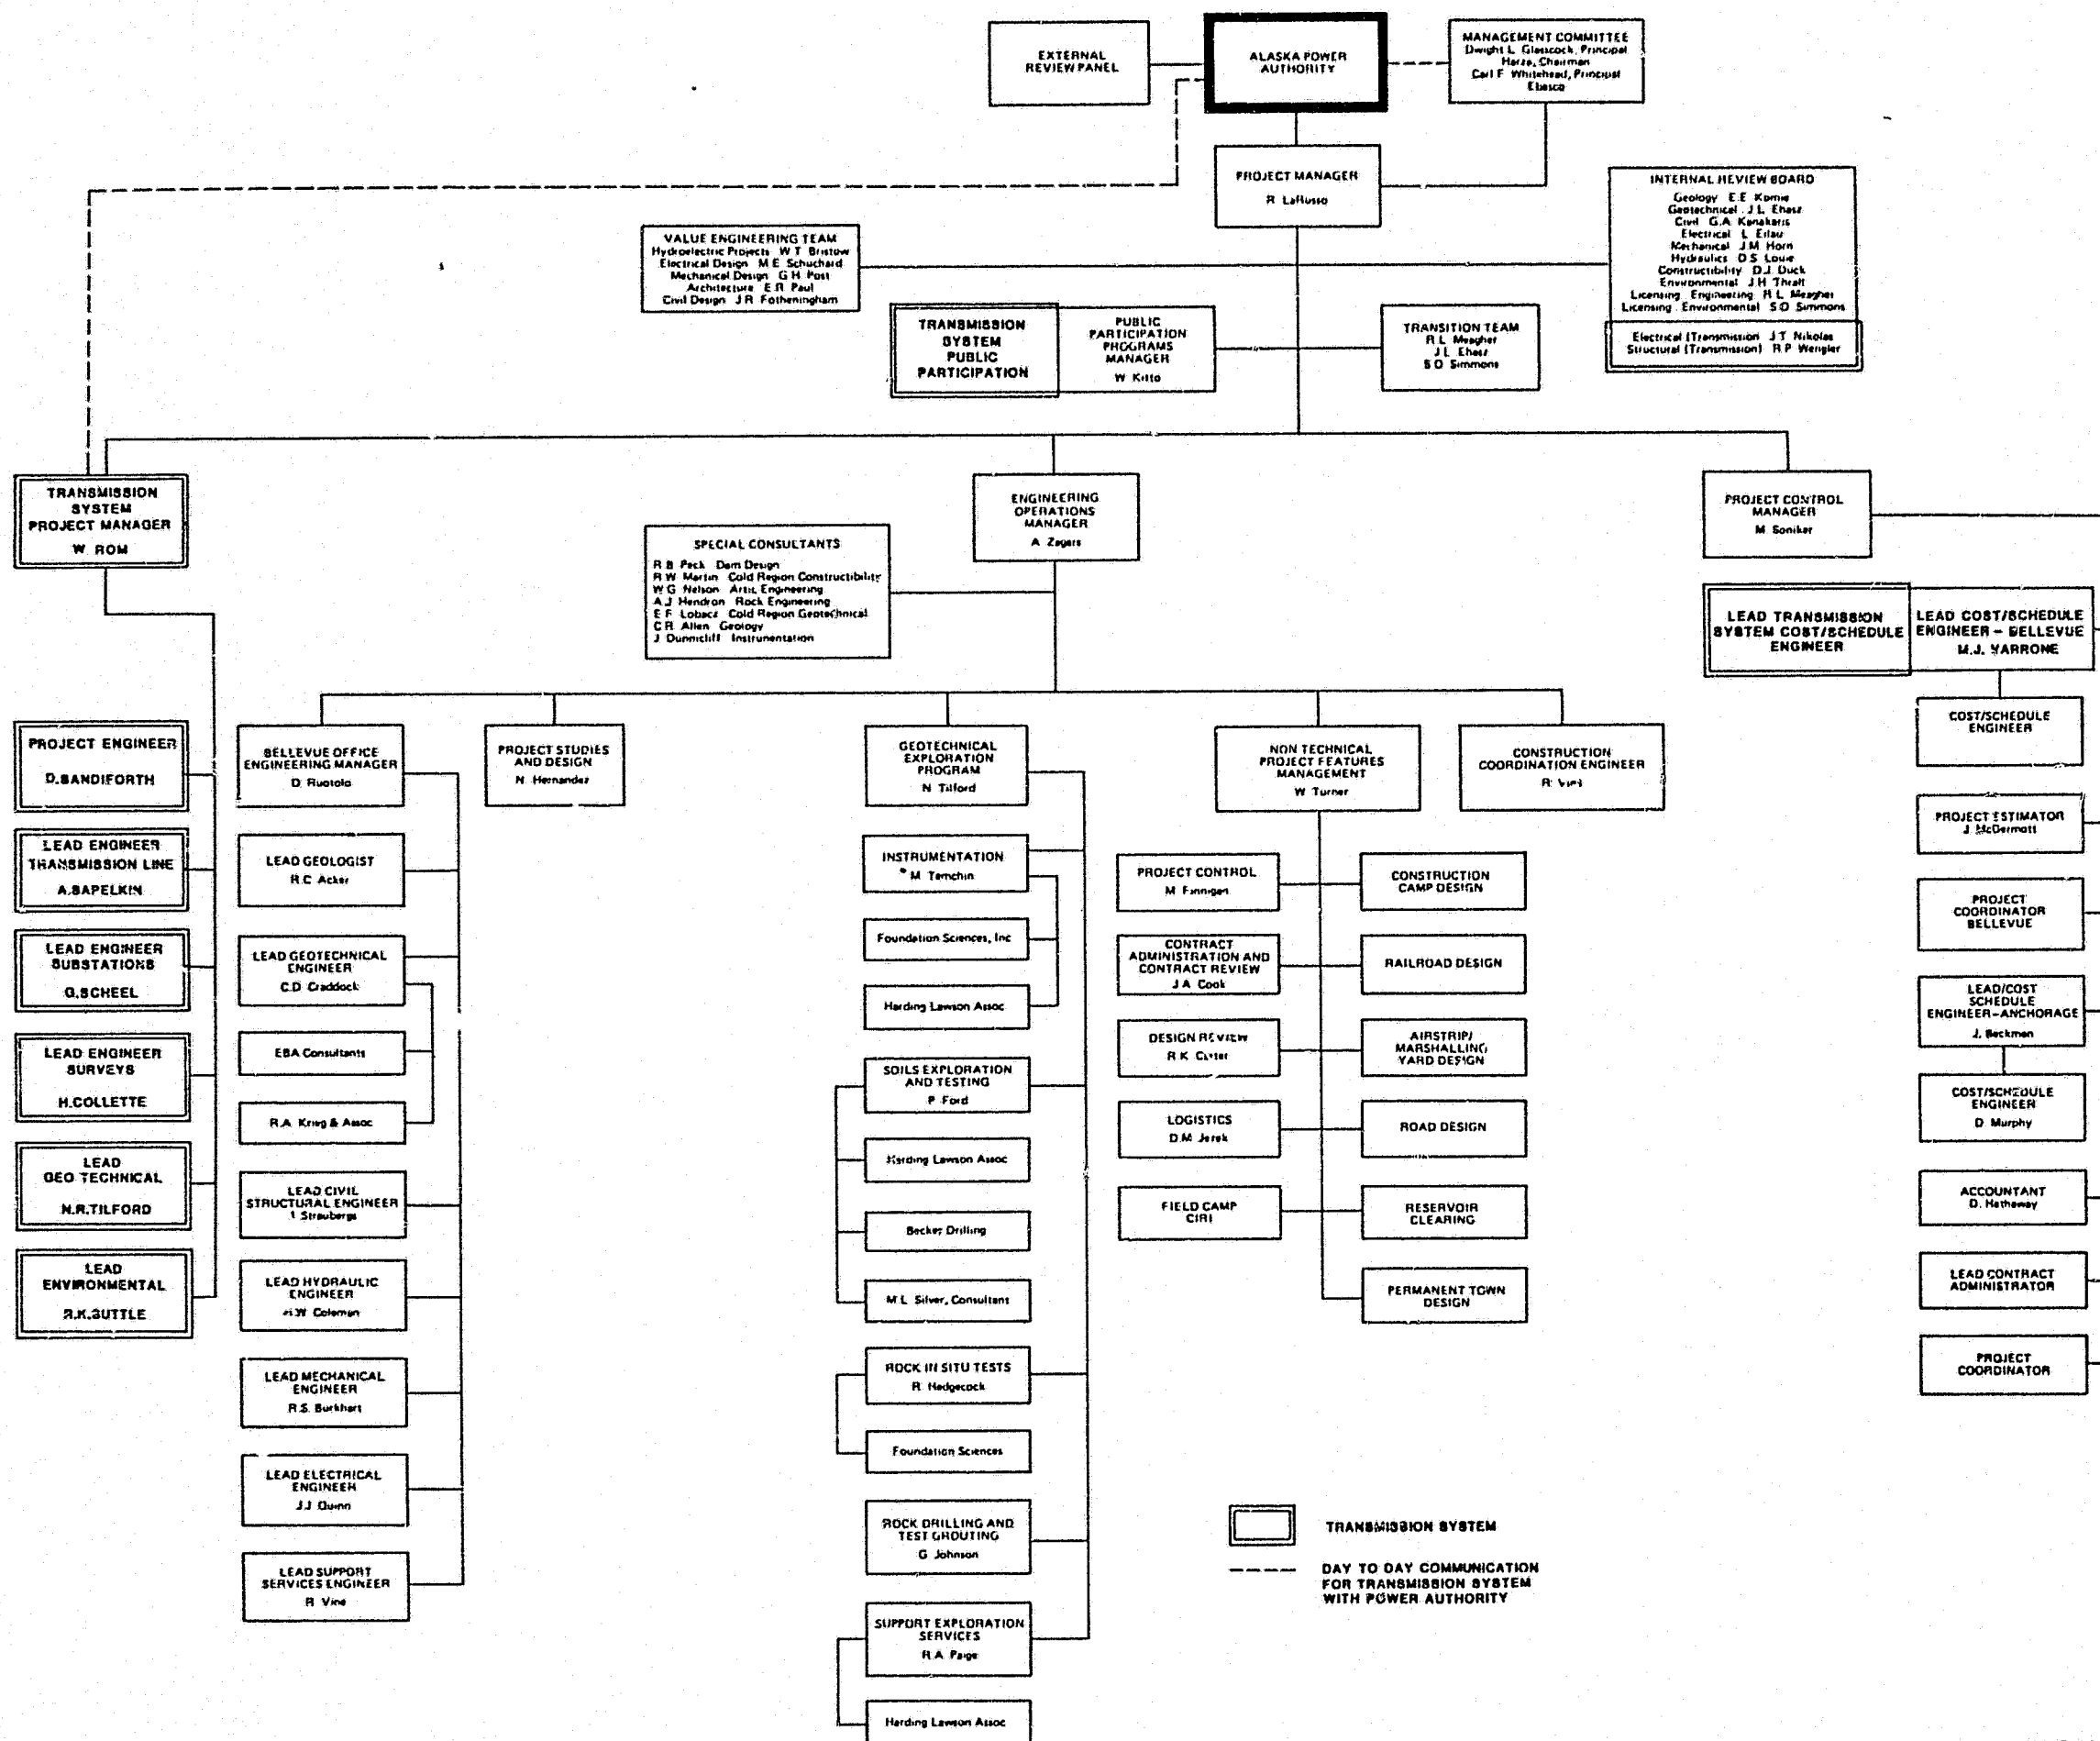 EXTERNAL
REVIEW PANEL
ALASKA POWER
AUTHORITY
MANAGEMENT COMMITTEE
Dwight L. Glasscock, Principal
Harza, Chairman
Carl F. Whitehead, Principal
Ebasco
PROJECT MANAGER
R. LaRusso
INTERNAL REVIEW BOARD
Geology E.E. Komie
Geotechnical J.L. Ehasz
Civil G.A. Kanakaris
Electrical L. Eilau
Mechanical J.M. Horn
Hydraulics D.S. Louie
Constructibility D.J. Duck
Environmental J.H. Thrall
Licensing Engineering R.L. Meagher
Licensing Environmental S.O. Simmons
Electrical (Transmission J.T. Nikolas
Structural (Transmission) R.P. Wengler
VALUE ENGINEERING TEAM
Hydroelectric Projects W.T. Bristow
Electrical Design M.E. Schuchard
Mechanical Design G.H. Post
Architecture E.R. Paul
Civil Design J.R. Fotheningham
TRANSMISSION
SYSTEM
PUBLIC
PARTICIPATION
PUBLIC
PARTICIPATION
PROGRAMS
MANAGER
W. Kitto
TRANSITION TEAM
R.L. Meagher
J.L. Ehasz
S.O. Simmons
TRANSMISSION
SYSTEM
PROJECT MANAGER
W. ROM
ENGINEERING
OPERATIONS
MANAGER
A. Zagars
PROJECT CONTROL
MANAGER
M. Soniker
SPECIAL CONSULTANTS
R.B. Peck Dam Design
R.W. Martin Cold Region Constructibility
W.G. Nelson Artic Engineering
A.J. Hendron Rock Engineering
E.F. Lobacz Cold Region Geotechnical
C.R. Allen Geology
J. Dunnicliff Instrumentation
LEAD TRANSMISSION
SYSTEM COST/SCHEDULE
ENGINEER
LEAD COST/SCHEDULE
ENGINEER - BELLEVUE
M.J. VARRONE
PROJECT ENGINEER
D.SANDIFORTH
LEAD ENGINEER
TRANSMISSION LINE
A.SAPELKIN
LEAD ENGINEER
SUBSTATIONS
G.SCHEEL
LEAD ENGINEER
SURVEYS
H.COLLETTE
LEAD
GEO TECHNICAL
N.R.TILFORD
LEAD
ENVIRONMENTAL
R.K.SUTTLE
BELLEVUE OFFICE
ENGINEERING MANAGER
D. Ruotolo
LEAD GEOLOGIST
R.C. Acker
LEAD GEOTECHNICAL
ENGINEER
C.D. Craddock
EBA Consultants
R.A. Krieg & Assoc
LEAD CIVIL
STRUCTURAL ENGINEER
I. Straubergs
LEAD HYDRAULIC
ENGINEER
H.W. Coleman
LEAD MECHANICAL
ENGINEER
R.S. Burkhart
LEAD ELECTRICAL
ENGINEER
J.J. Quinn
LEAD SUPPORT
SERVICES ENGINEER
R. Vine
PROJECT STUDIES
AND DESIGN
N. Hernandez
GEOTECHNICAL
EXPLORATION
PROGRAM
N. Tilford
INSTRUMENTATION
M. Temchin
Foundation Sciences, Inc
Harding Lawson Assoc
SOILS EXPLORATION
AND TESTING
P. Ford
Harding Lawson Assoc
Becker Drilling
M.L. Silver, Consultant
ROCK IN SITU TESTS
R. Hedgecock
Foundation Sciences
ROCK DRILLING AND
TEST GROUTING
G. Johnson
SUPPORT EXPLORATION
SERVICES
R.A. Paige
Harding Lawson Assoc
NON TECHNICAL
PROJECT FEATURES
MANAGEMENT
W. Turner
PROJECT CONTROL
M. Finnigan
CONSTRUCTION
CAMP DESIGN
CONTRACT
ADMINISTRATION AND
CONTRACT REVIEW
J.A. Cook
RAILROAD DESIGN
DESIGN REVIEW
R.K.
AIRSTRIP/
MARSHALLING
YARD DESIGN
LOGISTICS
D.M. Jerek
ROAD DESIGN
FIELD CAMP
CIRI
RESERVOIR
CLEARING
PERMANENT TOWN
DESIGN
CONSTRUCTION
COORDINATION ENGINEER
R. Vine
COST/SCHEDULE
ENGINEER
PROJECT ESTIMATOR
J. McDermott
PROJECT
COORDINATOR
BELLEVUE
LEAD/COST
SCHEDULE
ENGINEER-ANCHORAGE
J. Beckman
COST/SCHEDULE
ENGINEER
D. Murphy
ACCOUNTANT
D. Hathaway
LEAD CONTRACT
ADMINISTRATOR
PROJECT
COORDINATOR
TRANSMISSION SYSTEM
DAY TO DAY COMMUNICATION
FOR TRANSMISSION SYSTEM
WITH POWER AUTHORITY